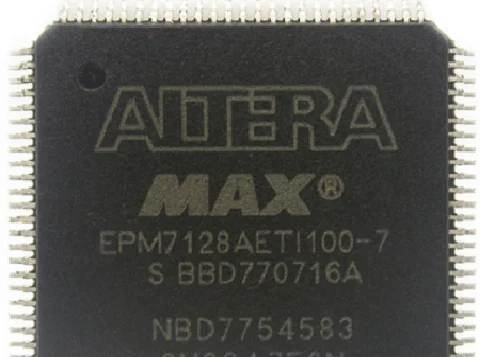 ALTERA
MAX®
EPM7128AETI100-7
S BBD770716A
NBD7754583